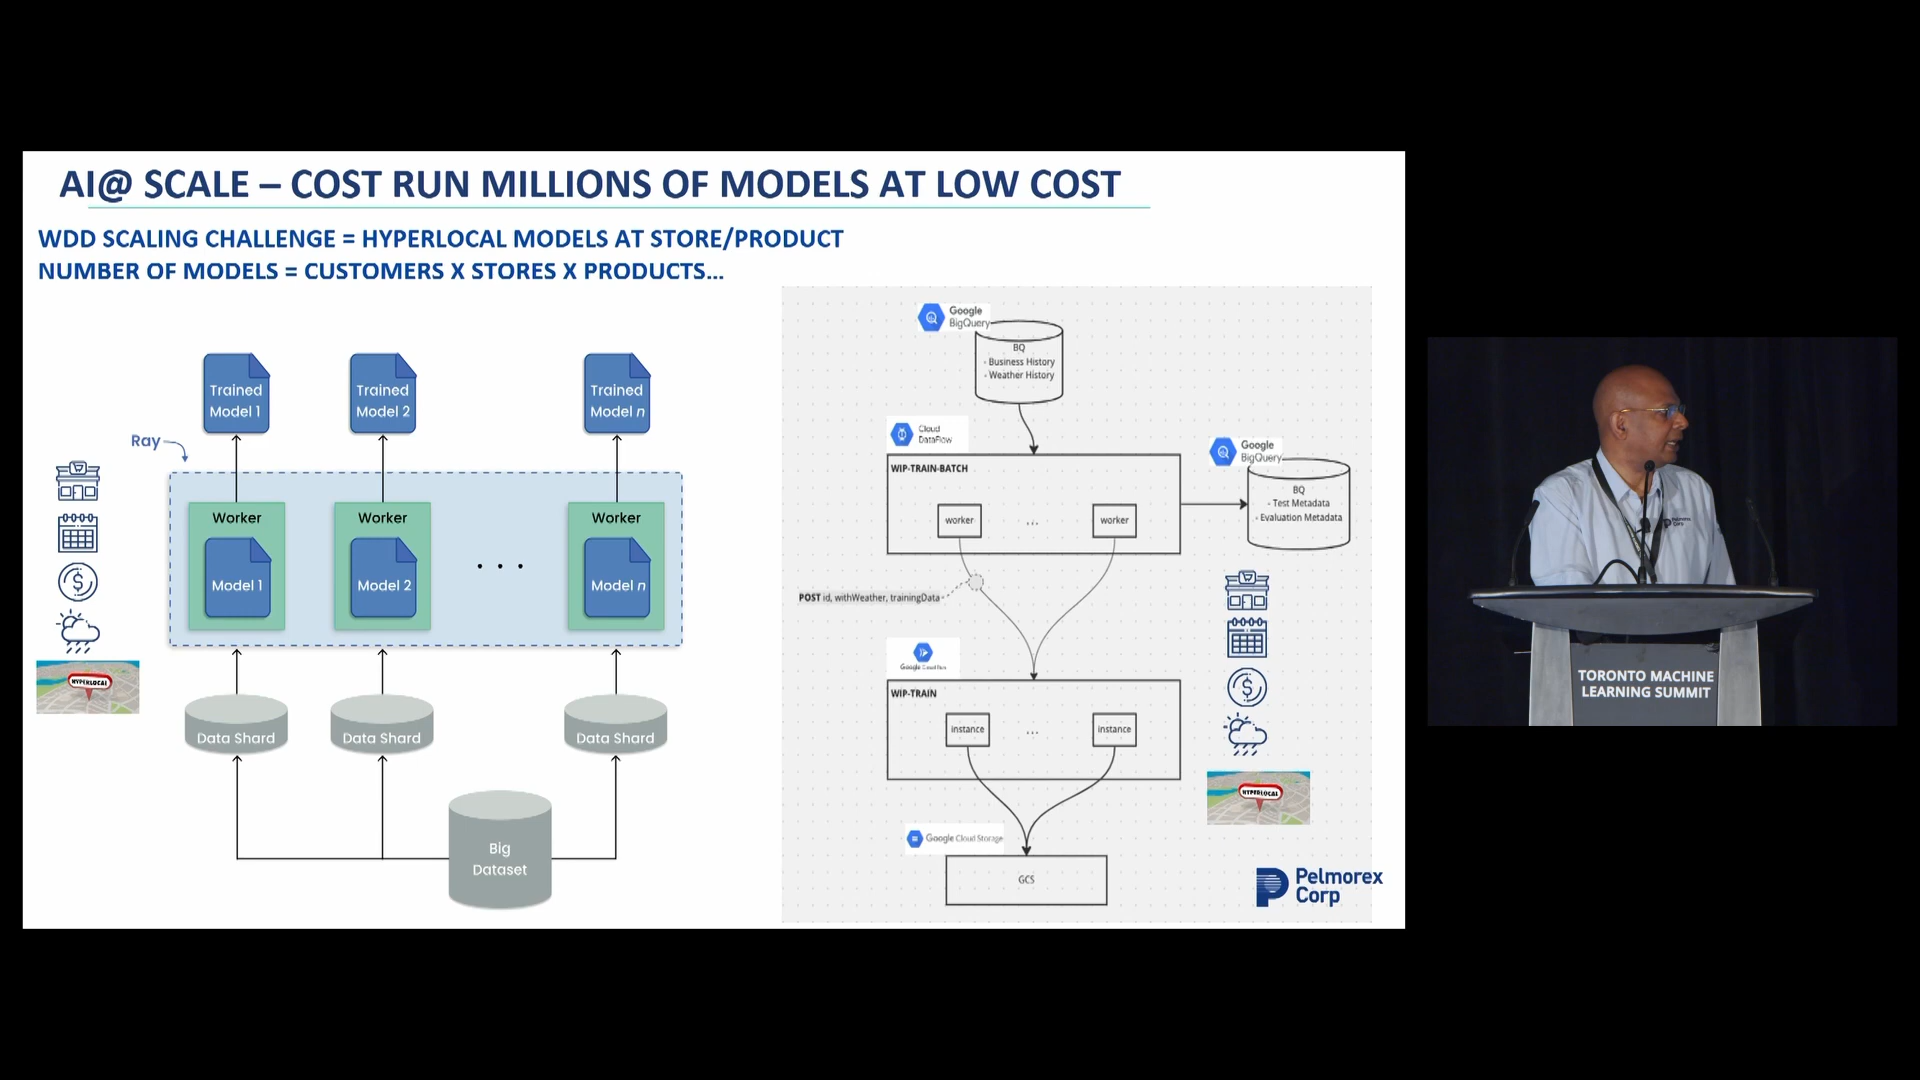 AI@ SCALE – COST RUN MILLIONS OF MODELS AT LOW COST
WDD SCALING CHALLENGE = HYPERLOCAL MODELS AT STORE/PRODUCT
NUMBER OF MODELS = CUSTOMERS X STORES X PRODUCTS...
Trained
Model 1
Trained
Model 2
Trained
Model n
Ray
Worker
Model 1
Worker
Model 2
. . .
Worker
Model n
HYPERLOCAL
Data Shard
Data Shard
Data Shard
Big
Dataset
Google
BigQuery
BQ
- Business History
- Weather History
Cloud
DataFlow
WIP-TRAIN-BATCH
worker
...
worker
Google
BigQuery
BQ
- Test Metadata
- Evaluation Metadata
POST id, withWeather, trainingData
Google Cloud Run
WIP-TRAIN
instance
...
instance
HYPERLOCAL
Google Cloud Storage
GCS
Pelmorex
Corp
Pelmorex
Corp
TORONTO MACHINE
LEARNING SUMMIT